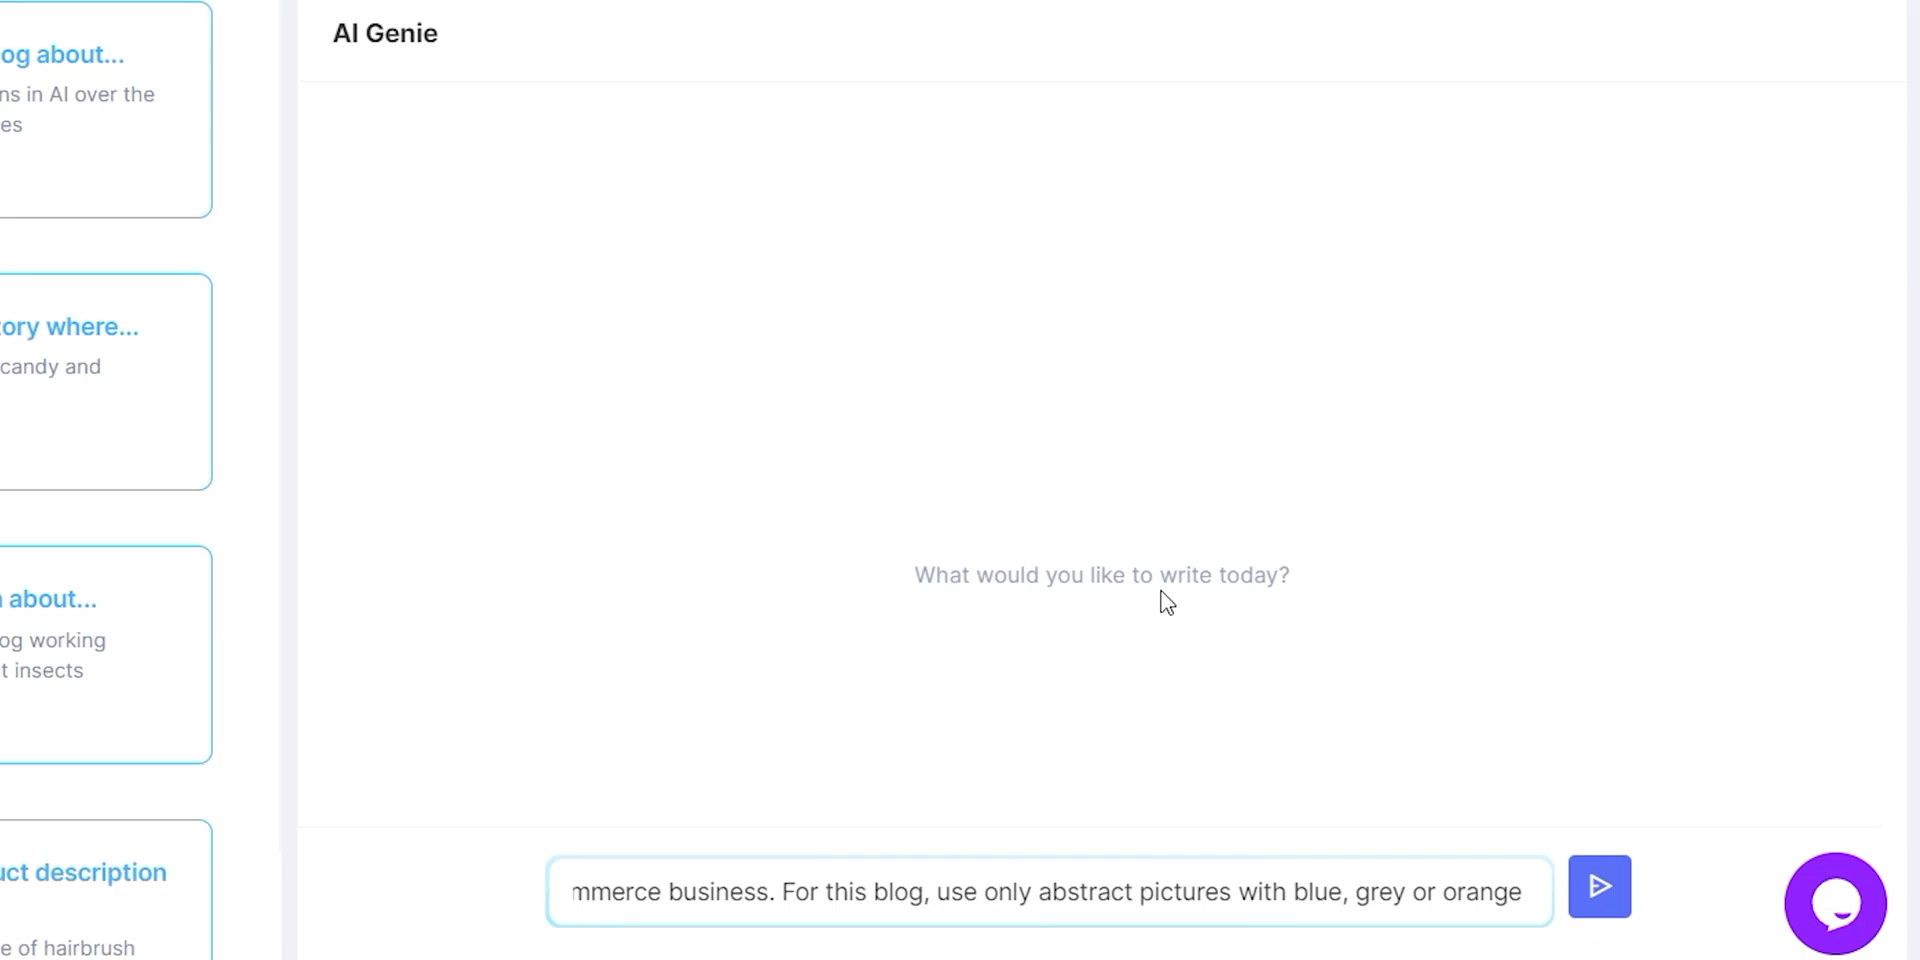 AI Genie
og about...
ns in AI over the
es
tory where...
candy and
about...
og working
t insects
uct description
e of hairbrush
What would you like to write today?
mmerce business. For this blog, use only abstract pictures with blue, grey or orange